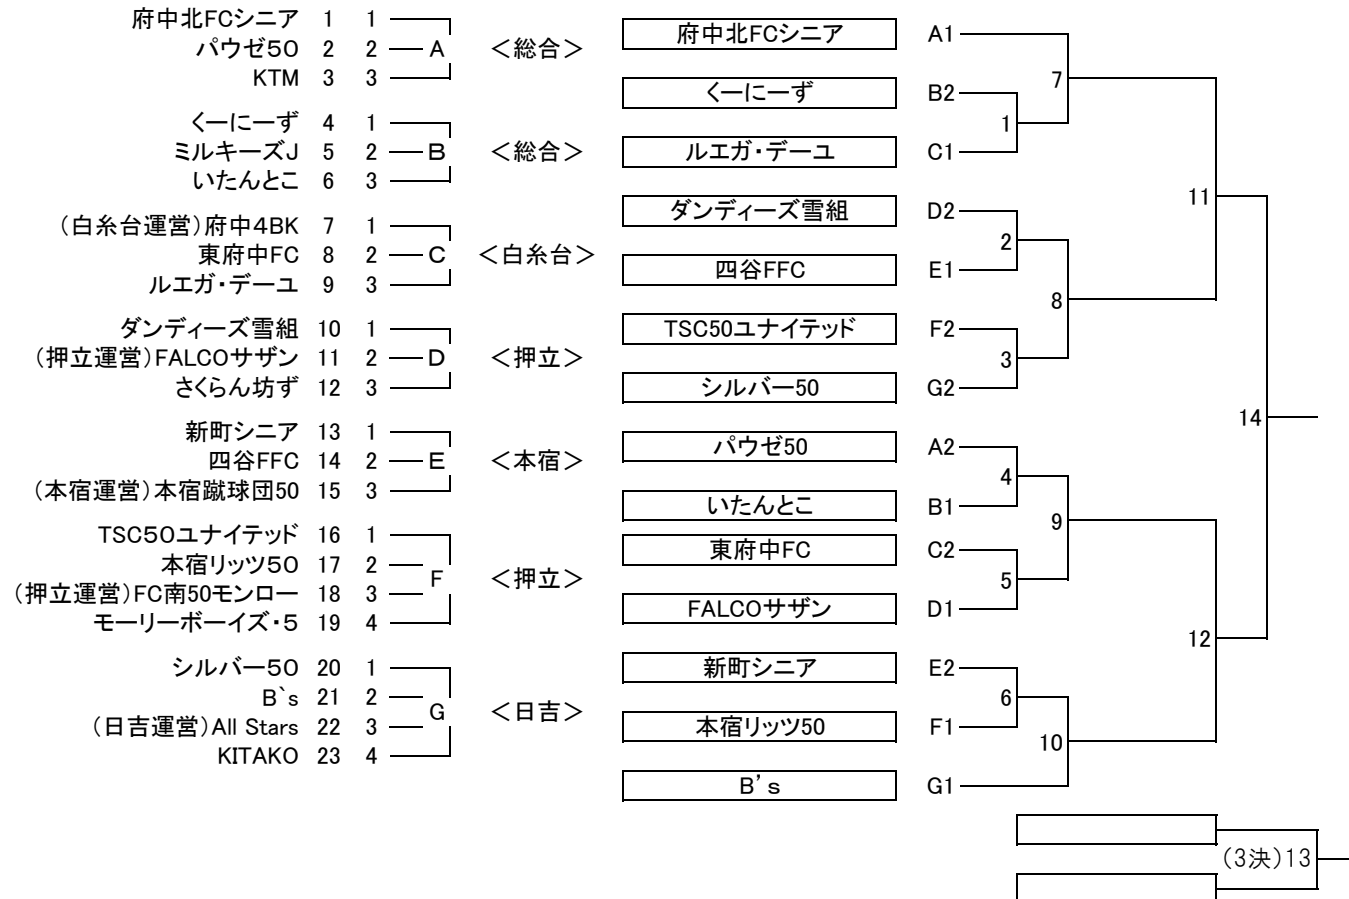 府中北FCシニア 1 1
パウゼ50 2 2 A <総合>
KTM 3 3
くーにーず 4 1
ミルキーズJ 5 2 B <総合>
いたんとこ 6 3
(白糸台運営)府中4BK 7 1
東府中FC 8 2 C <白糸台>
ルエガ・デーユ 9 3
ダンディーズ雪組 10 1
(押立運営)FALCOサザン 11 2 D <押立>
さくらん坊ず 12 3
新町シニア 13 1
四谷FFC 14 2 E <本宿>
(本宿運営)本宿蹴球団50 15 3
TSC50ユナイテッド 16 1
本宿リッツ50 17 2
F <押立>
(押立運営)FC南50モンロー 18 3
モーリーボーイズ・5 19 4
シルバー50 20 1
B`s 21 2
G <日吉>
(日吉運営)All Stars 22 3
KITAKO 23 4
府中北FCシニア A1
7
くーにーず B2
1
ルエガ・デーユ C1
11
ダンディーズ雪組 D2
2
四谷FFC E1
8
TSC50ユナイテッド F2
3
シルバー50 G2
14
パウゼ50 A2
4
いたんとこ B1
9
東府中FC C2
5
FALCOサザン D1
12
新町シニア E2
6
本宿リッツ50 F1
10
B’s G1
(3決)13